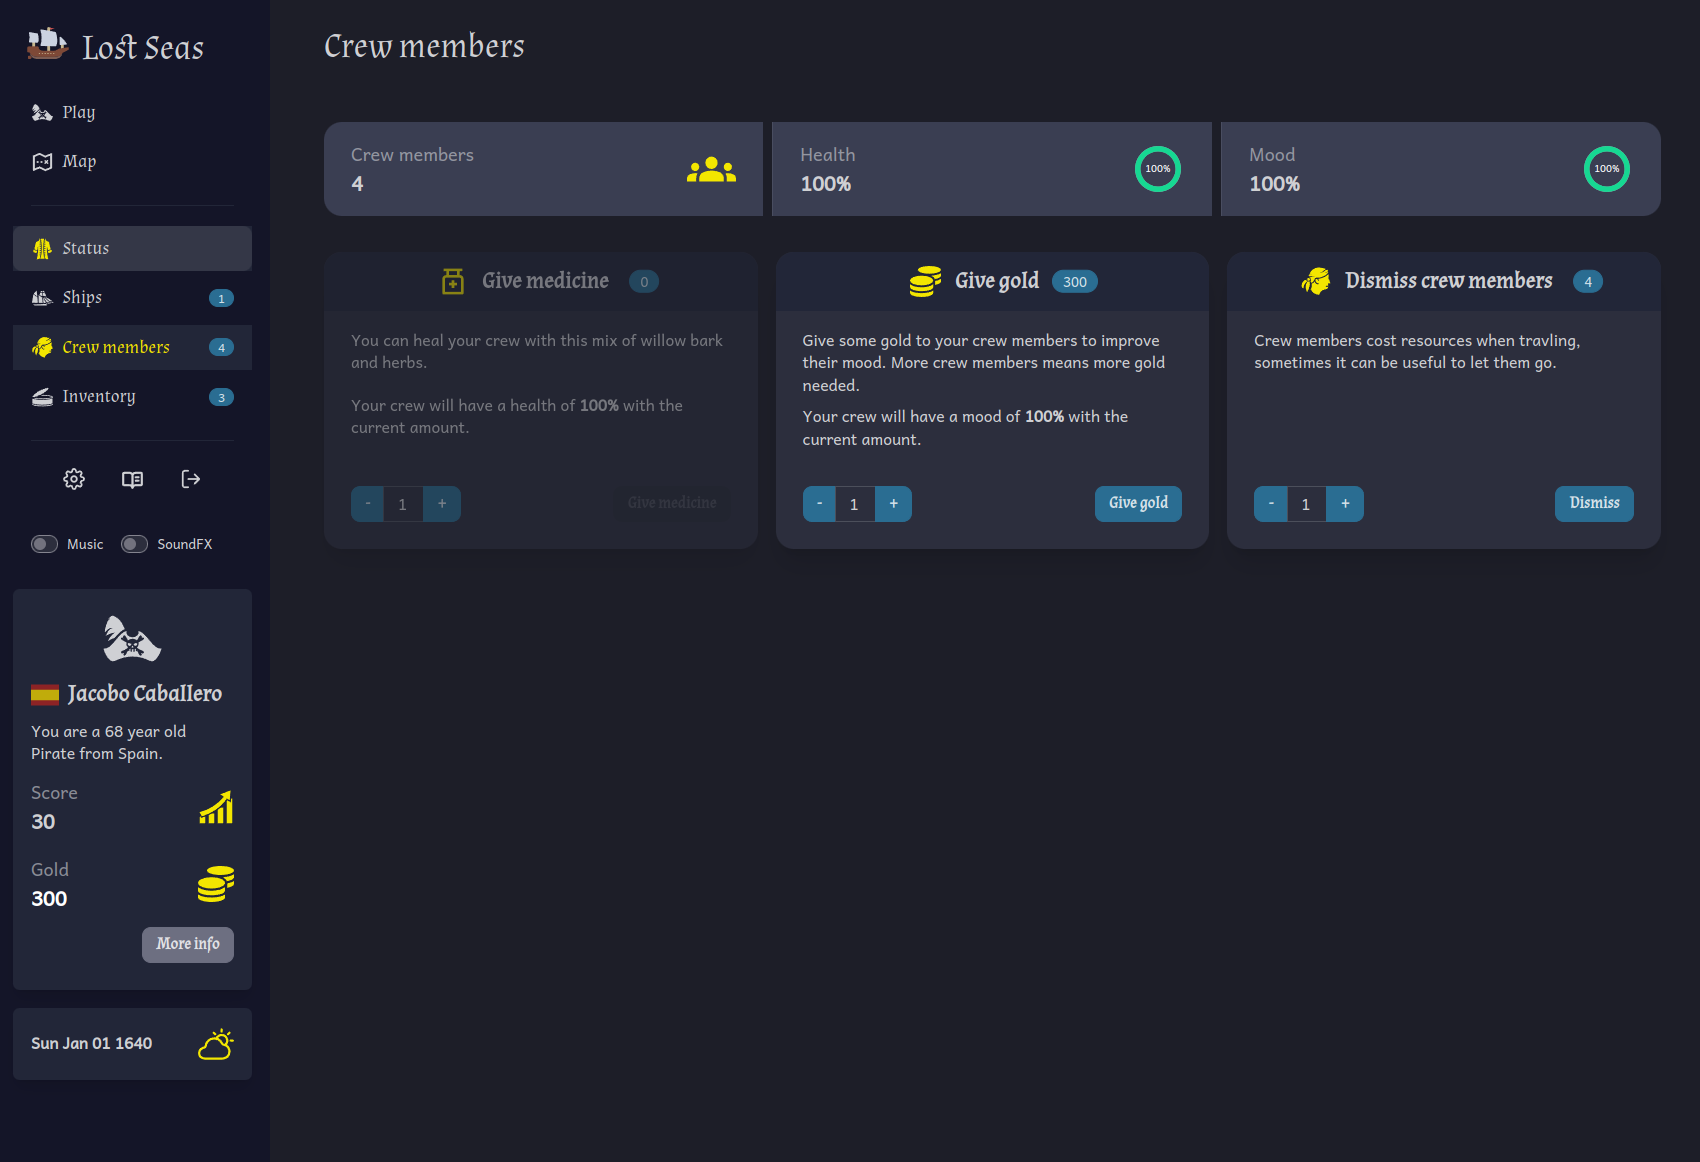 Lost Seas
Play
Map
Status
Ships 1
Crew members 4
Inventory 3
Music SoundFX
Jacobo Caballero
You are a 68 year old
Pirate from Spain.
Score
30
Gold
300
More info
Sun Jan 01 1640
Crew members
Crew members
4
Health
100%
100%
Mood
100%
100%
Give medicine 0
You can heal your crew with this mix of willow bark
and herbs.
Your crew will have a health of 100% with the
current amount.
- 1 + Give medicine
Give gold 300
Give some gold to your crew members to improve
their mood. More crew members means more gold
needed.
Your crew will have a mood of 100% with the
current amount.
- 1 + Give gold
Dismiss crew members 4
Crew members cost resources when travling,
sometimes it can be useful to let them go.
- 1 + Dismiss